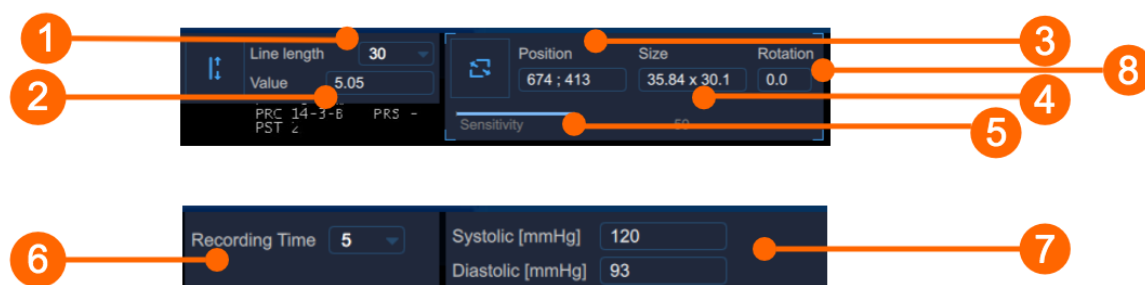 1
Line length 30
Value 5.05
2
PRC 14-3-B PRS -
PST 2
Position Size Rotation
674 ; 413 35.84 x 30.1 0.0
Sensitivity 50
3
8
4
5
Recording Time 5
6
Systolic [mmHg] 120
Diastolic [mmHg] 93
7